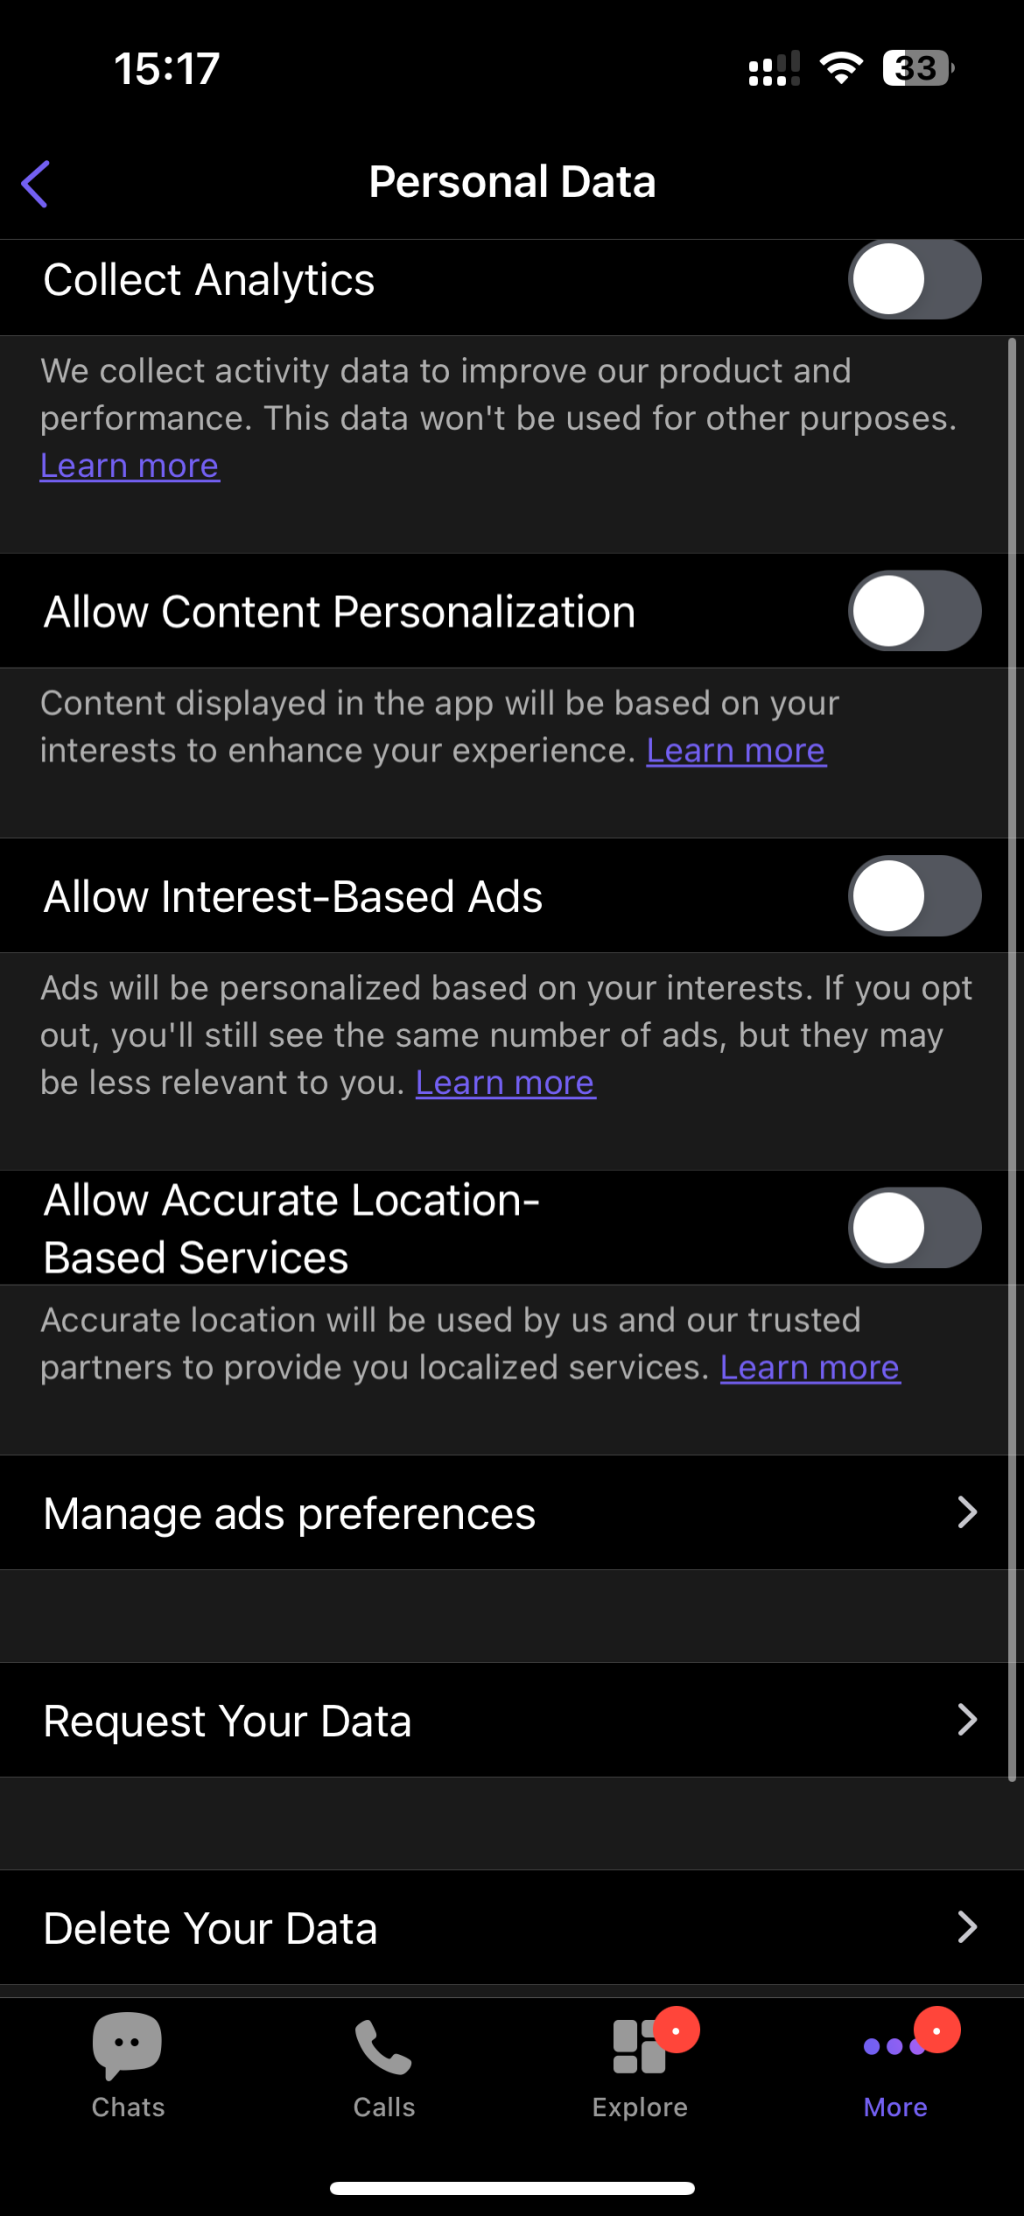 15:17
33
Personal Data
Collect Analytics
We collect activity data to improve our product and
performance. This data won't be used for other purposes.
Learn more
Allow Content Personalization
Content displayed in the app will be based on your
interests to enhance your experience. Learn more
Allow Interest-Based Ads
Ads will be personalized based on your interests. If you opt
out, you'll still see the same number of ads, but they may
be less relevant to you. Learn more
Allow Accurate Location-
Based Services
Accurate location will be used by us and our trusted
partners to provide you localized services. Learn more
Manage ads preferences
Request Your Data
Delete Your Data
Chats
Calls
Explore
More